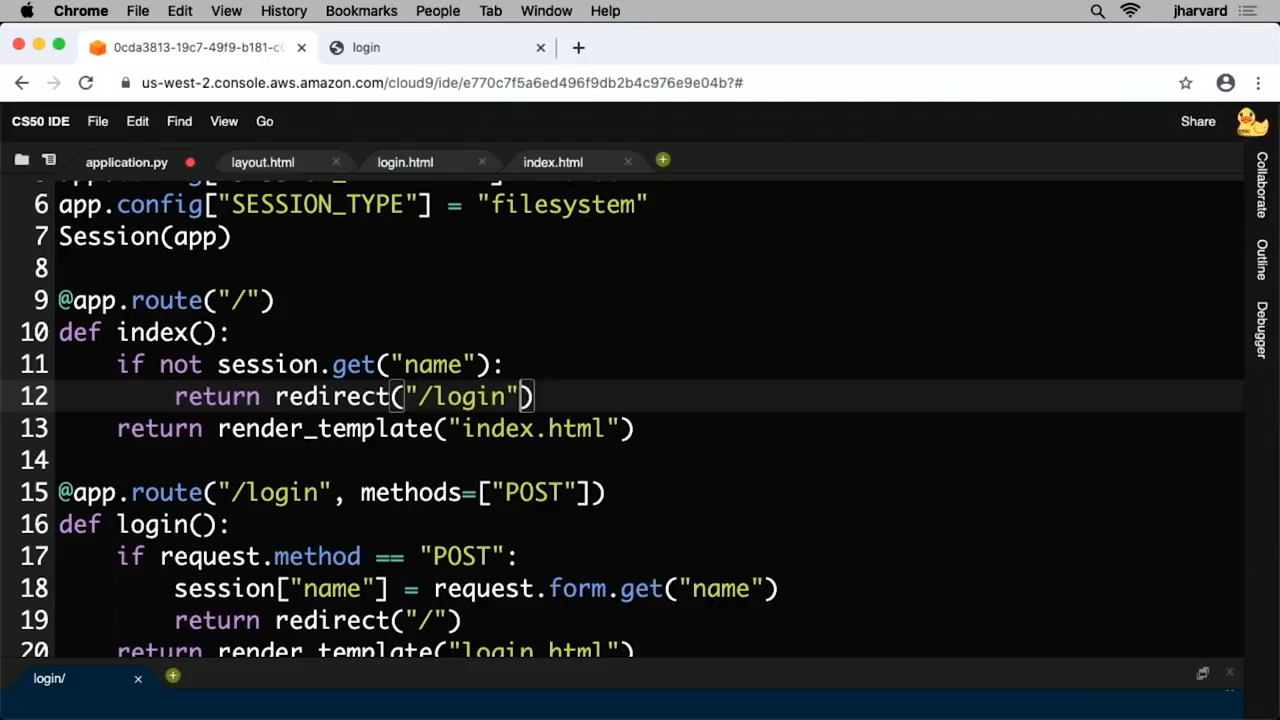 Chrome File Edit View History Bookmarks People Tab Window Help jharvard
0cda3813-19c7-49f9-b181-c0 login
us-west-2.console.aws.amazon.com/cloud9/ide/e770c7f5a6ed496f9db2b4c976e9e04b?#
CS50 IDE File Edit Find View Go Share
application.py layout.html login.html index.html
Collaborate
Outline
Debugger
6 app.config["SESSION_TYPE"] = "filesystem"
7 Session(app)
8
9 @app.route("/")
10 def index():
11 if not session.get("name"):
12 return redirect("/login")
13 return render_template("index.html")
14
15 @app.route("/login", methods=["POST"])
16 def login():
17 if request.method == "POST":
18 session["name"] = request.form.get("name")
19 return redirect("/")
20 return render_template("login.html")
login/